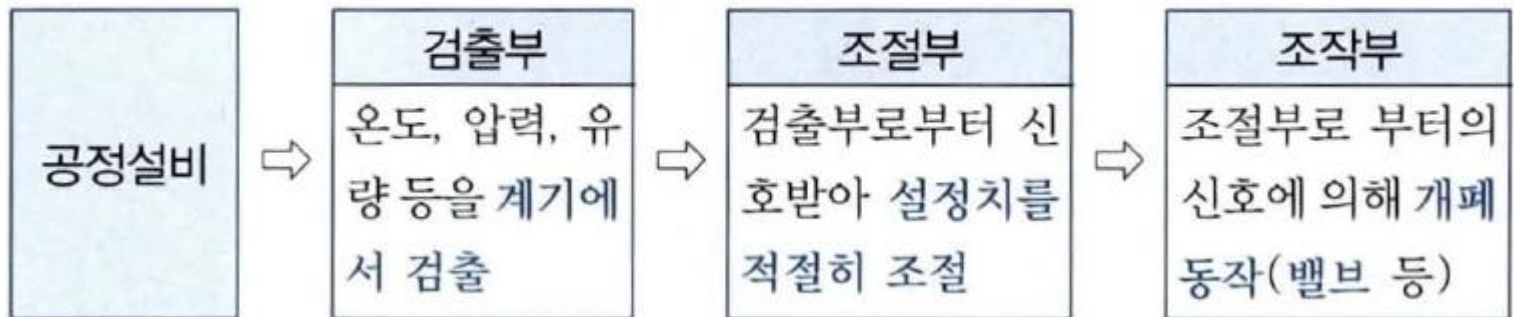 공정설비
검출부
온도, 압력, 유
량 등을 계기에
서 검출
조절부
검출부로부터 신
호받아 설정치를
적절히 조절
조작부
조절부로 부터의
신호에 의해 개폐
동작(밸브 등)